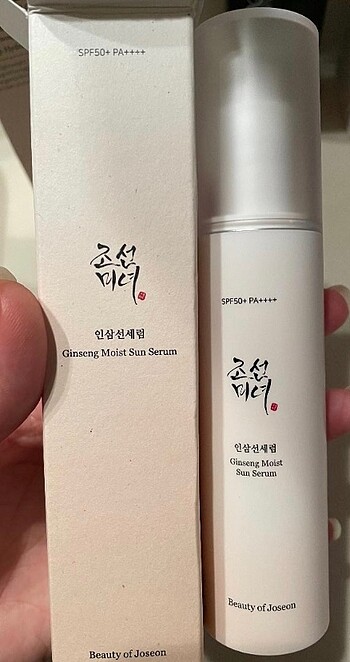 SPF50+ PA++++
조선
미녀
인삼선세럼
Ginseng Moist Sun Serum
Beauty of Joseon
SPF50+ PA++++
조선
미녀
인삼선세럼
Ginseng Moist
Sun Serum
Beauty of Joseon